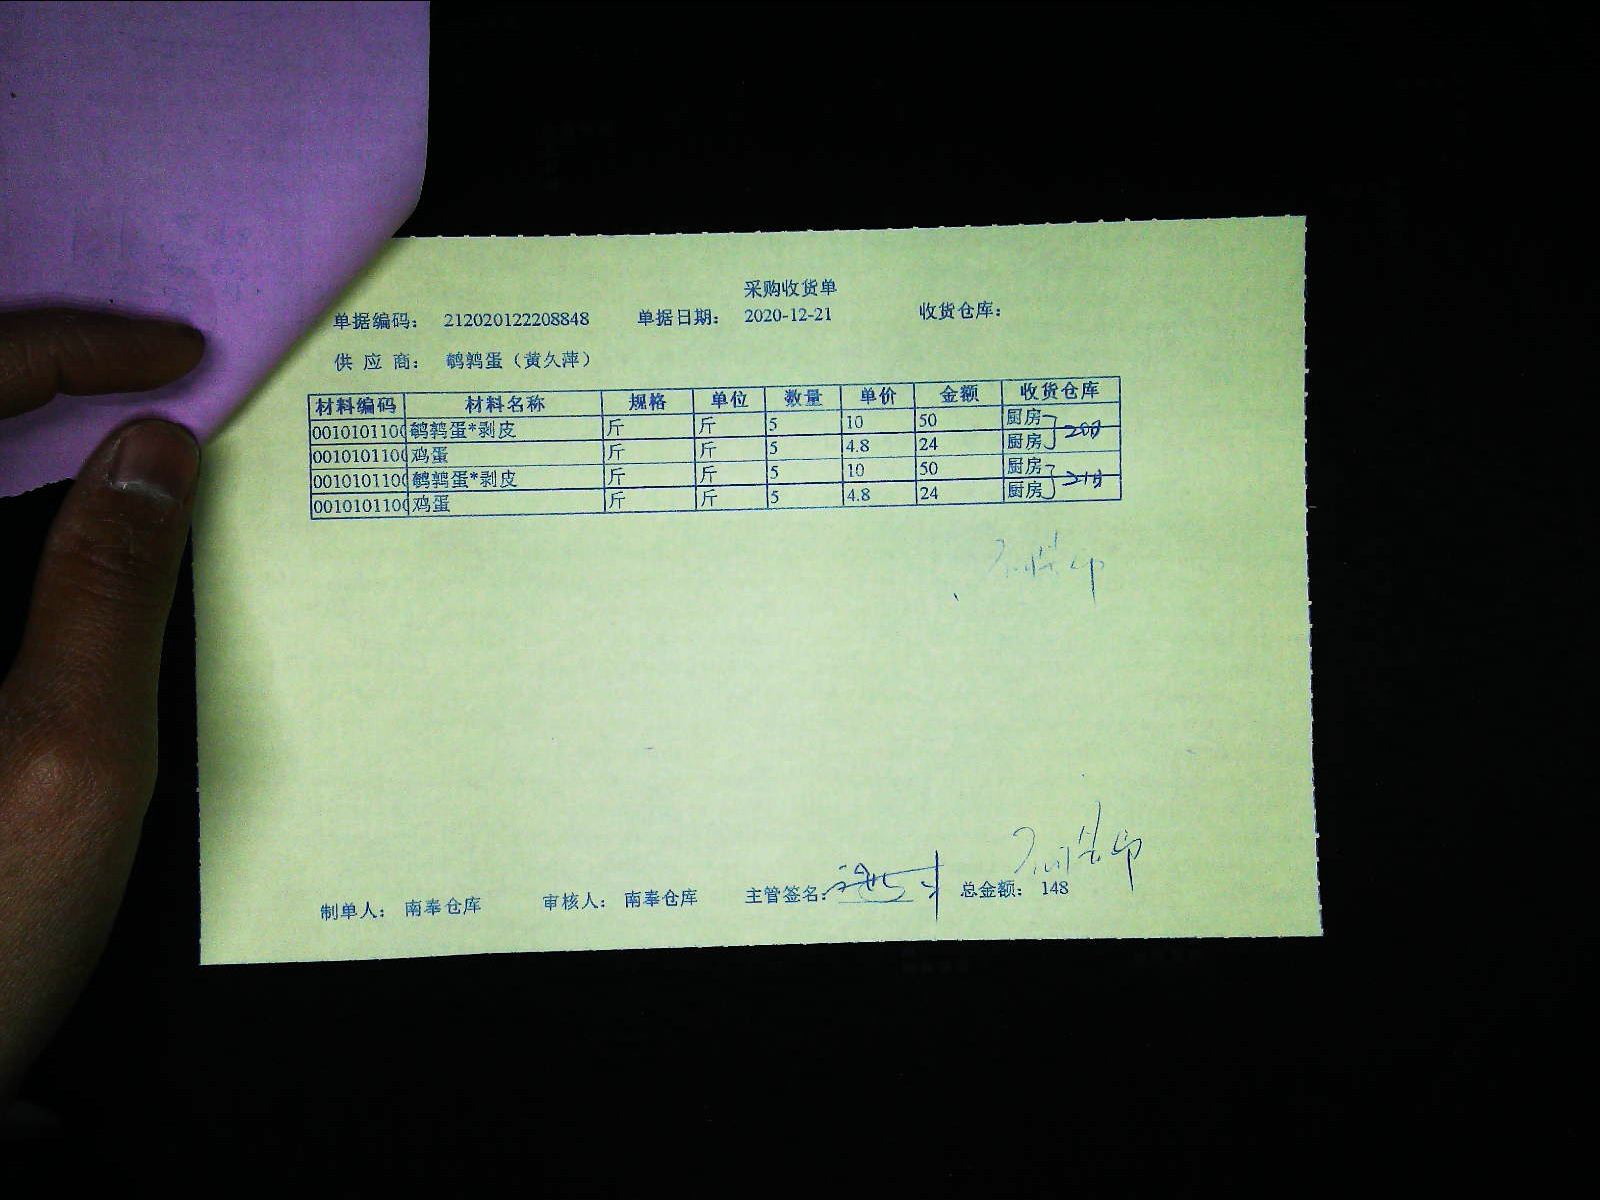 采购收货单
单据编码: 212020122208848 单据日期: 2020-12-21 收货仓库:
供 应 商: 鹌鹑蛋（黄久萍）
材料编码 材料名称 规格 单位 数量 单价 金额 收货仓库
0010101100 鹌鹑蛋*剥皮 斤 斤 5 10 50 厨房 20日
0010101100 鸡蛋 斤 斤 5 4.8 24 厨房
0010101100 鹌鹑蛋*剥皮 斤 斤 5 10 50 厨房 21日
0010101100 鸡蛋 斤 斤 5 4.8 24 厨房
制单人: 南奉仓库 审核人: 南奉仓库 主管签名: 总金额: 148